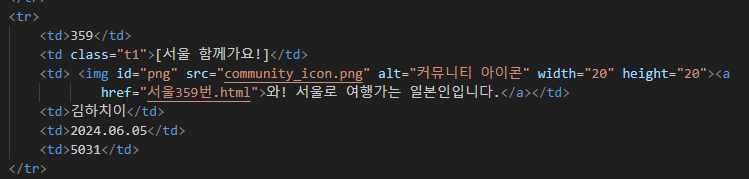 <tr>
<td>359</td>
<td class="t1">[서울 함께가요!]</td>
<td> <img id="png" src="community_icon.png" alt="커뮤니티 아이콘" width="20" height="20"><a
href="서울359번.html">와! 서울로 여행가는 일본인입니다.</a></td>
<td>김하치이</td>
<td>2024.06.05</td>
<td>5031</td>
</tr>